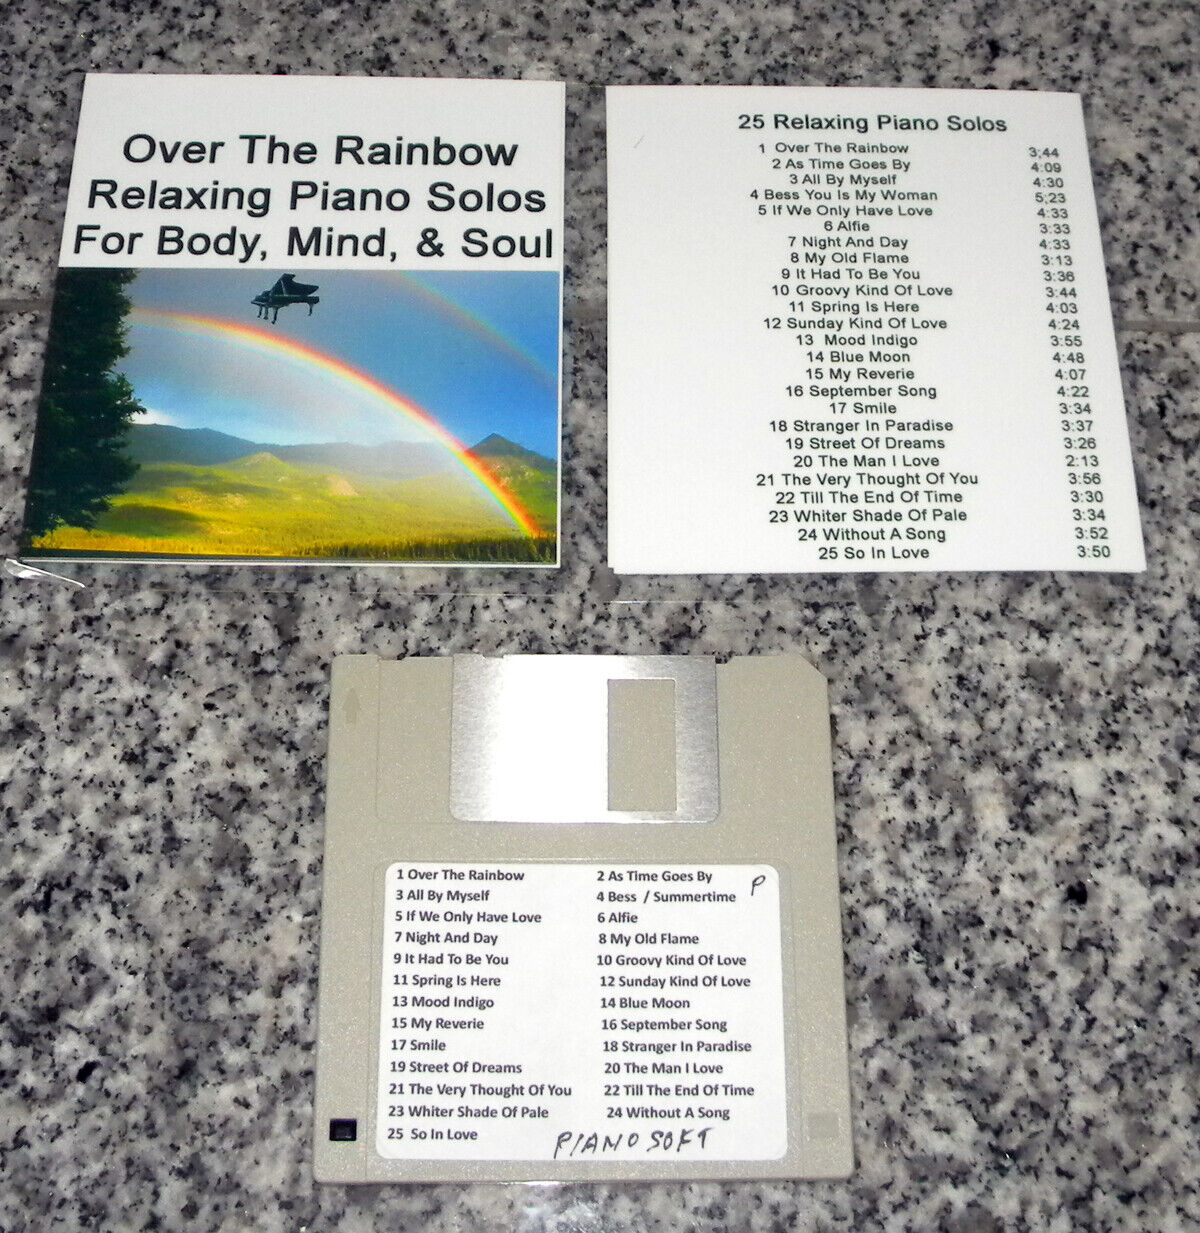 Over The Rainbow
Relaxing Piano Solos
For Body, Mind, & Soul
25 Relaxing Piano Solos
1 Over The Rainbow 3;44
2 As Time Goes By 4:09
3 All By Myself 4:30
4 Bess You Is My Woman 5;23
5 If We Only Have Love 4:33
6 Alfie 3:33
7 Night And Day 4:33
8 My Old Flame 3:13
9 It Had To Be You 3:36
10 Groovy Kind Of Love 3:44
11 Spring Is Here 4:03
12 Sunday Kind Of Love 4:24
13 Mood Indigo 3:55
14 Blue Moon 4:48
15 My Reverie 4:07
16 September Song 4:22
17 Smile 3:34
18 Stranger In Paradise 3:37
19 Street Of Dreams 3:26
20 The Man I Love 2:13
21 The Very Thought Of You 3:56
22 Till The End Of Time 3:30
23 Whiter Shade Of Pale 3:34
24 Without A Song 3:52
25 So In Love 3:50
1 Over The Rainbow 2 As Time Goes By P
3 All By Myself 4 Bess / Summertime
5 If We Only Have Love 6 Alfie
7 Night And Day 8 My Old Flame
9 It Had To Be You 10 Groovy Kind Of Love
11 Spring Is Here 12 Sunday Kind Of Love
13 Mood Indigo 14 Blue Moon
15 My Reverie 16 September Song
17 Smile 18 Stranger In Paradise
19 Street Of Dreams 20 The Man I Love
21 The Very Thought Of You 22 Till The End Of Time
23 Whiter Shade Of Pale 24 Without A Song
25 So In Love PIANO SOFT